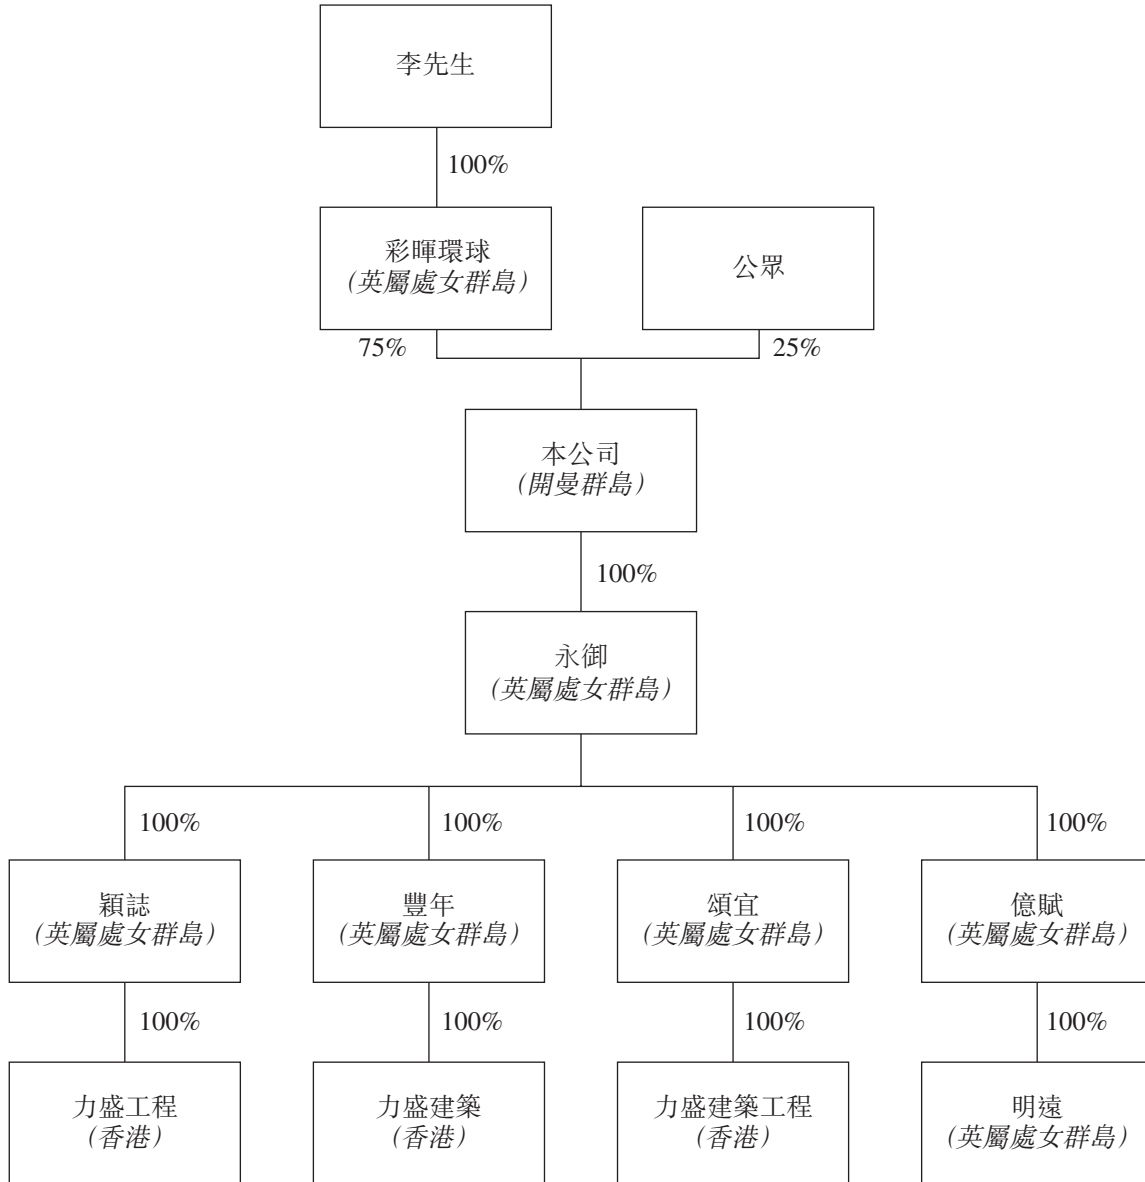 李先生
100%
彩暉環球
(英屬處女群島)
公眾
75%
25%
本公司
(開曼群島)
100%
永御
(英屬處女群島)
100%
100%
100%
100%
穎誌
(英屬處女群島)
豐年
(英屬處女群島)
頌宜
(英屬處女群島)
億賦
(英屬處女群島)
100%
100%
100%
100%
力盛工程
(香港)
力盛建築
(香港)
力盛建築工程
(香港)
明遠
(英屬處女群島)